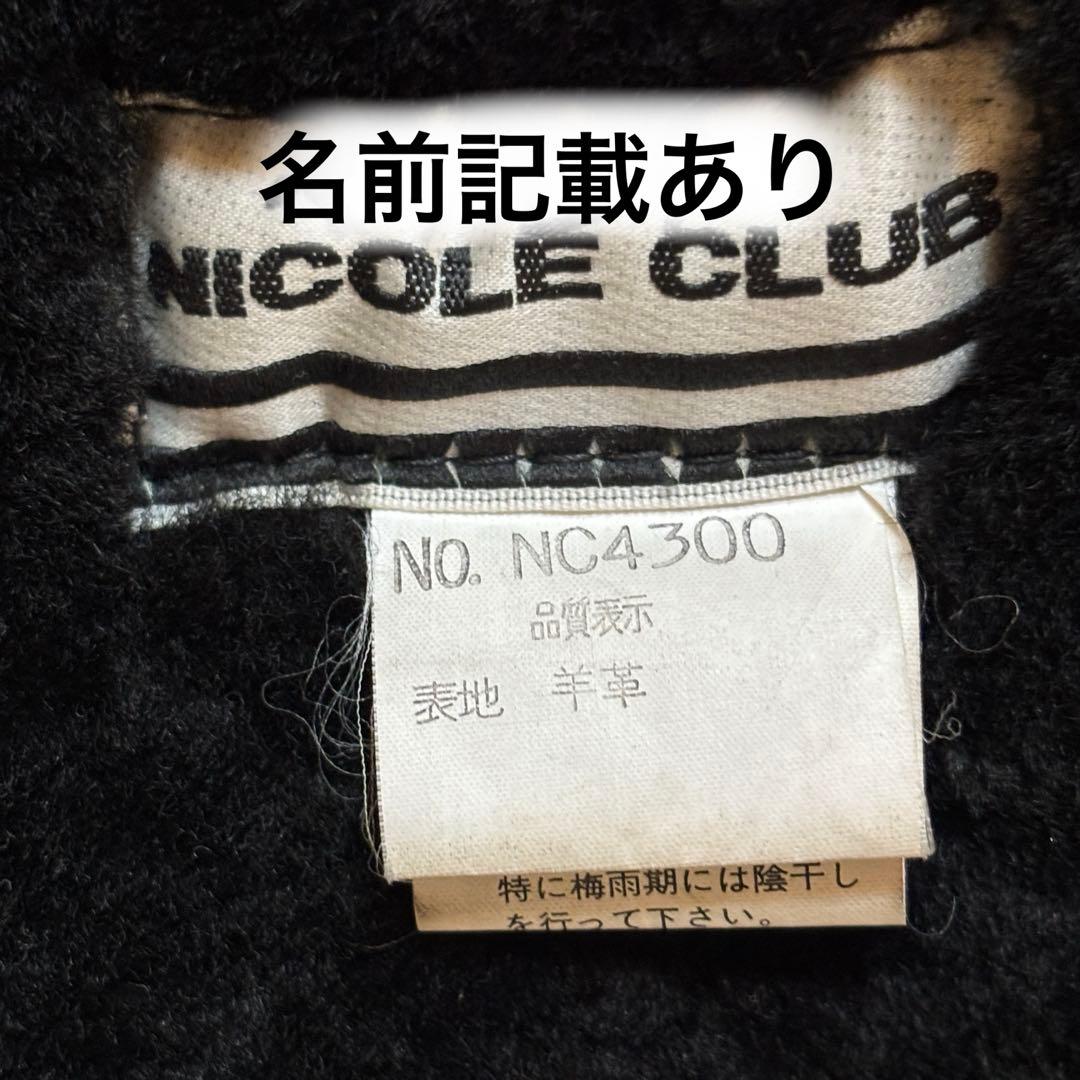 名前記載あり
NICOLE CLUB
NO. NC4300
品質表示
表地 羊革
特に梅雨期には陰干し
を行って下さい。